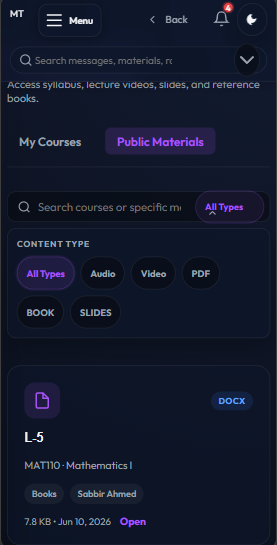 MT
Menu
Back
4
Search messages, materials, rc
Access syllabus, lecture videos, slides, and reference
books.
My Courses
Public Materials
Search courses or specific m
All Types
CONTENT TYPE
All Types
Audio
Video
PDF
BOOK
SLIDES
DOCX
L-5
MAT110 · Mathematics I
Books
Sabbir Ahmed
7.8 KB • Jun 10, 2026 Open